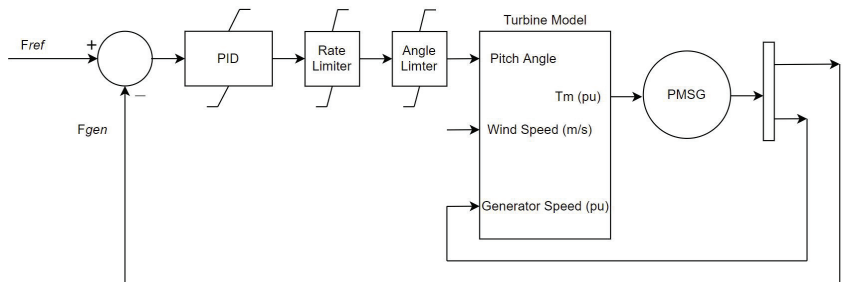 Turbine Model
Fref
+
PID
Rate
Limiter
Angle
Limter
Pitch Angle
Tm (pu)
PMSG
_
Fgen
Wind Speed (m/s)
Generator Speed (pu)